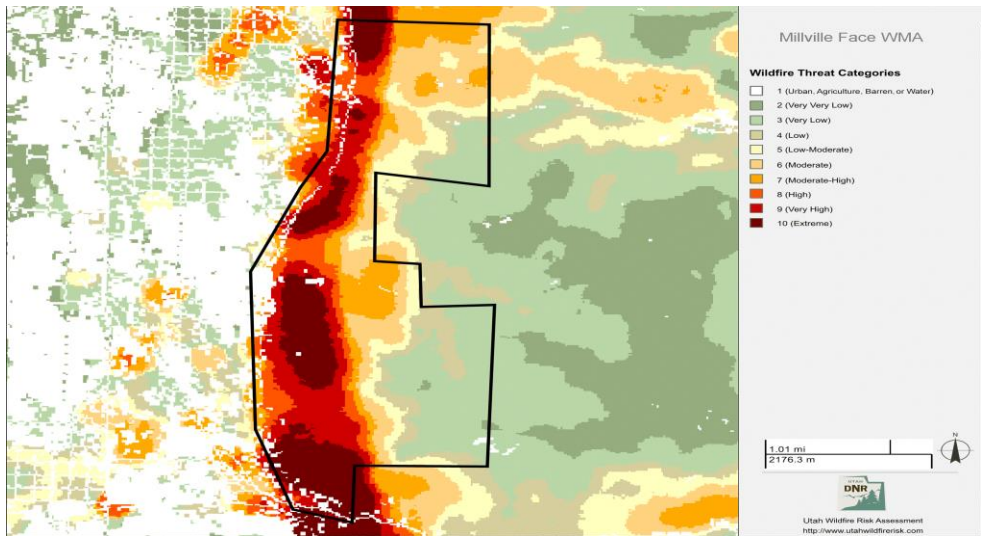 Millville Face WMA
Wildfire Threat Categories
1 (Urban, Agriculture, Barren, or Water)
2 (Very Very Low)
3 (Very Low)
4 (Low)
5 (Low-Moderate)
6 (Moderate)
7 (Moderate-High)
8 (High)
9 (Very High)
10 (Extreme)
1.01 mi
2176.3 m
N
UTAH
DNR
Utah Wildfire Risk Assessment
http://www.utahwildfirerisk.com